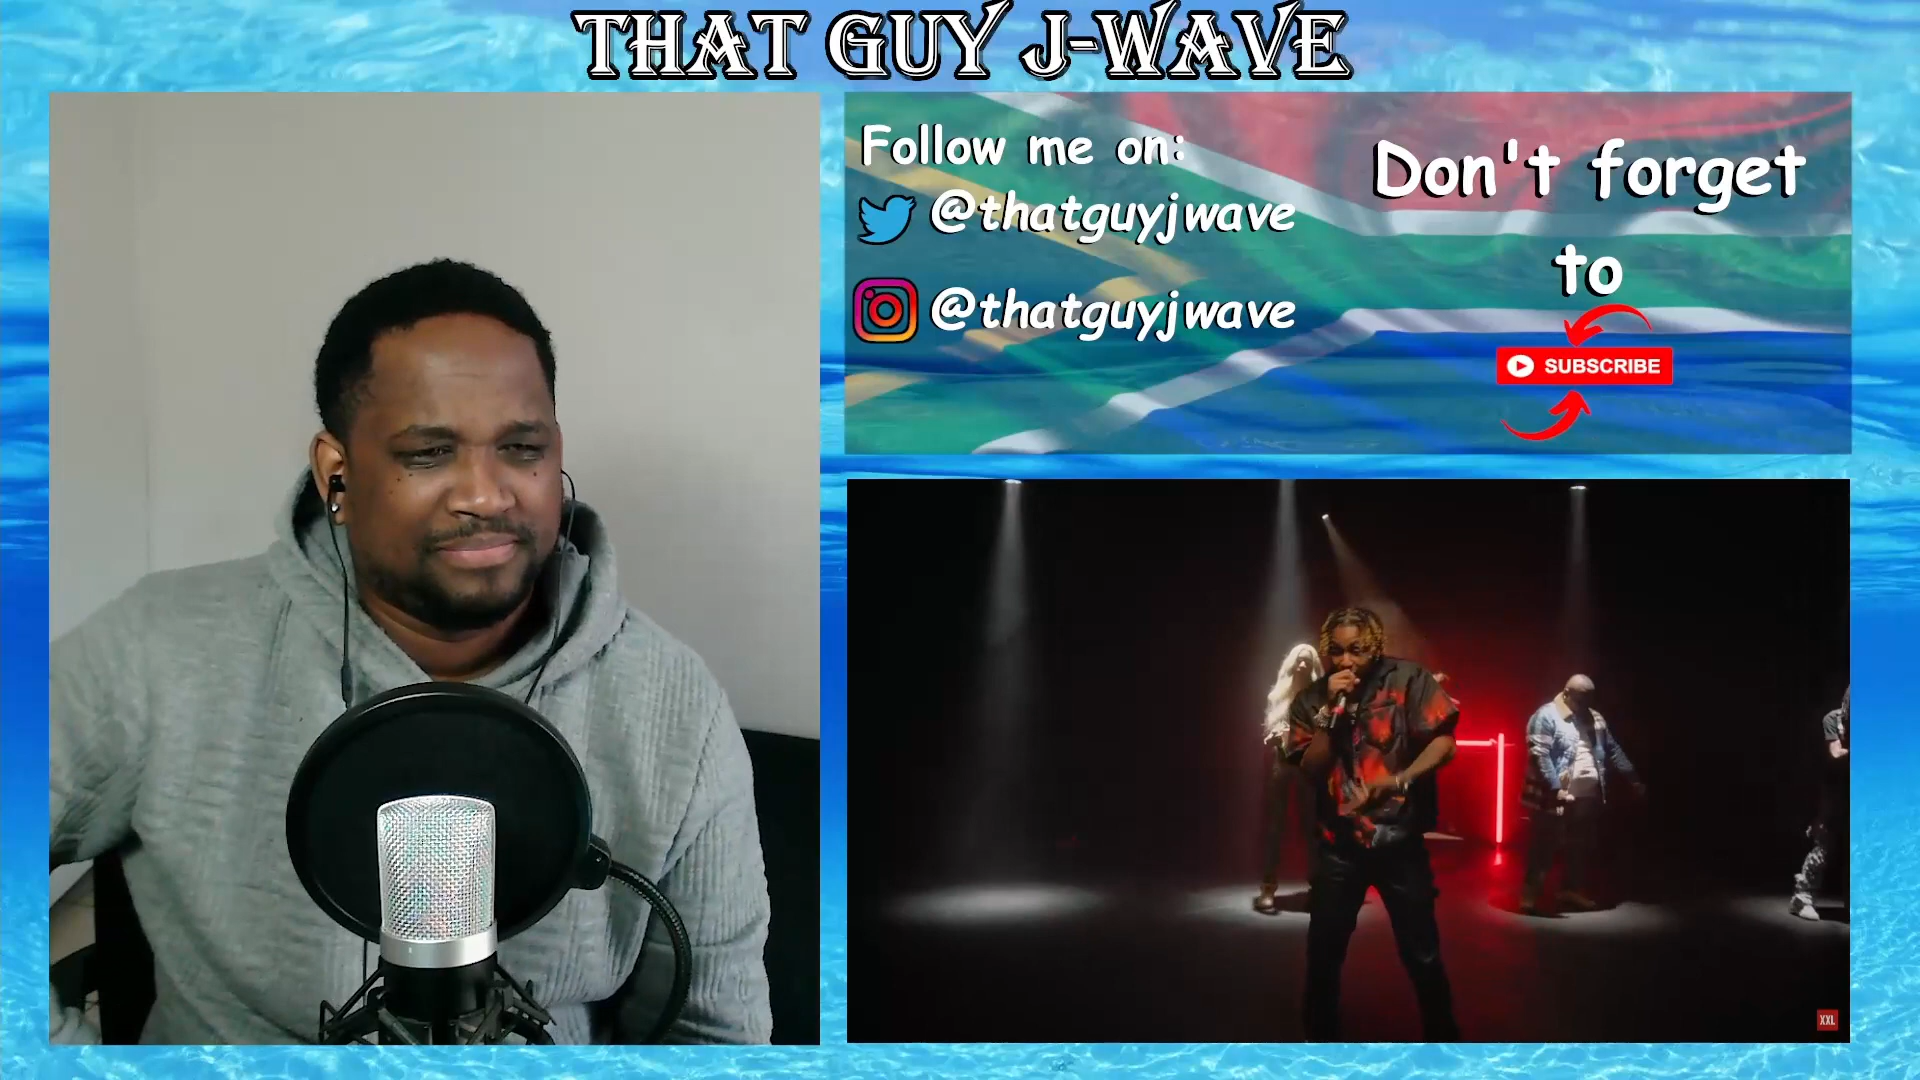 THAT GUY J-WAVE
Follow me on:
@thatguyjwave
@thatguyjwave
Don't forget
to
SUBSCRIBE
XXL